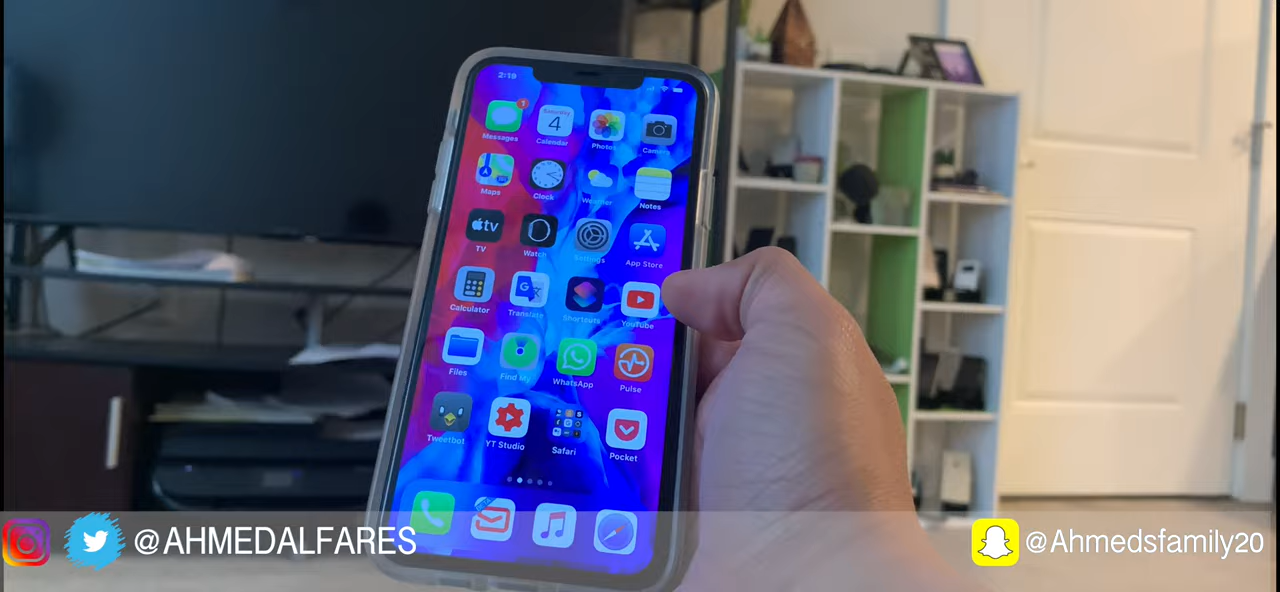 2:19
1
Saturday
4
Messages
Calendar
Photos
Camera
Maps
Clock
Weather
Notes
tv
TV
Watch
Settings
App Store
Calculator
Translate
Shortcuts
YouTube
Files
Find My
WhatsApp
Pulse
Tweetbot
YT Studio
Safari
Pocket
@AHMEDALFARES
@Ahmedsfamily20